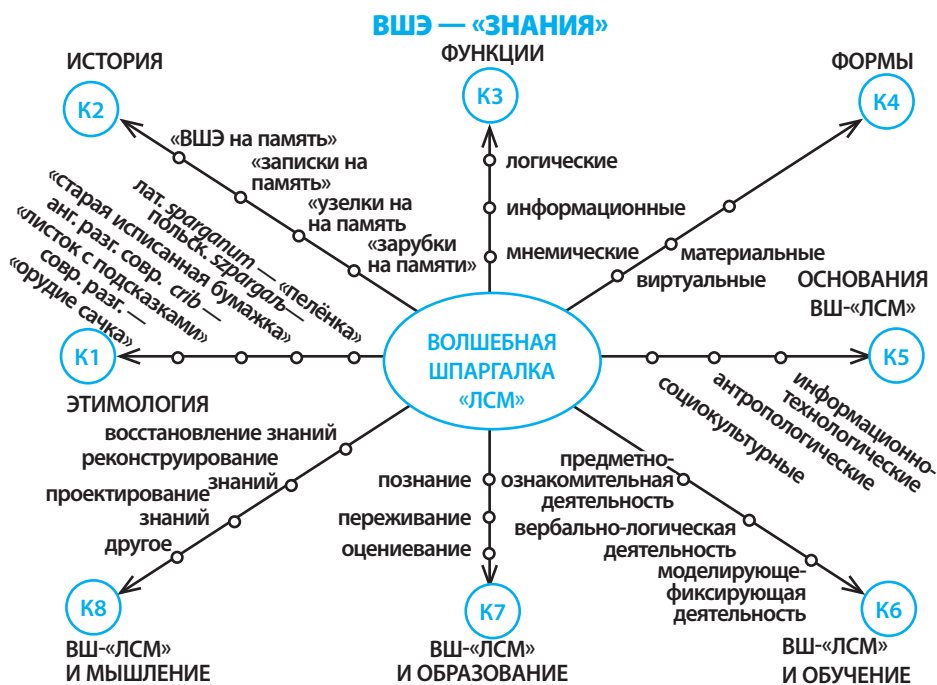 ВШЭ — «ЗНАНИЯ»
ИСТОРИЯ
К2
«ВШЭ на память»
«записки на
память»
«узелки на
на память
«зарубки
на памяти»
ФУНКЦИИ
К3
логические
информационные
мнемические
ФОРМЫ
К4
материальные
виртуальные
лат. sparganum — «пелёнка»
польск. szpargaљ—
«старая исписанная бумажка»
анг. разг. совр. crib —
«листок с подсказками»
совр. разг. —
«орудие сачка»
К1
ЭТИМОЛОГИЯ
ВОЛШЕБНАЯ
ШПАРГАЛКА
«ЛСМ»
ОСНОВАНИЯ
ВШ-«ЛСМ»
К5
социокультурные
антропологические
информационно-
технологические
восстановление знаний
реконструирование
знаний
проектирование
знаний
другое
К8
ВШ-«ЛСМ»
И МЫШЛЕНИЕ
познание
переживание
оцениевание
К7
ВШ-«ЛСМ»
И ОБРАЗОВАНИЕ
предметно-
ознакомительная
деятельность
вербально-логическая
деятельность
моделирующе-
фиксирующая
деятельность
К6
ВШ-«ЛСМ»
И ОБУЧЕНИЕ